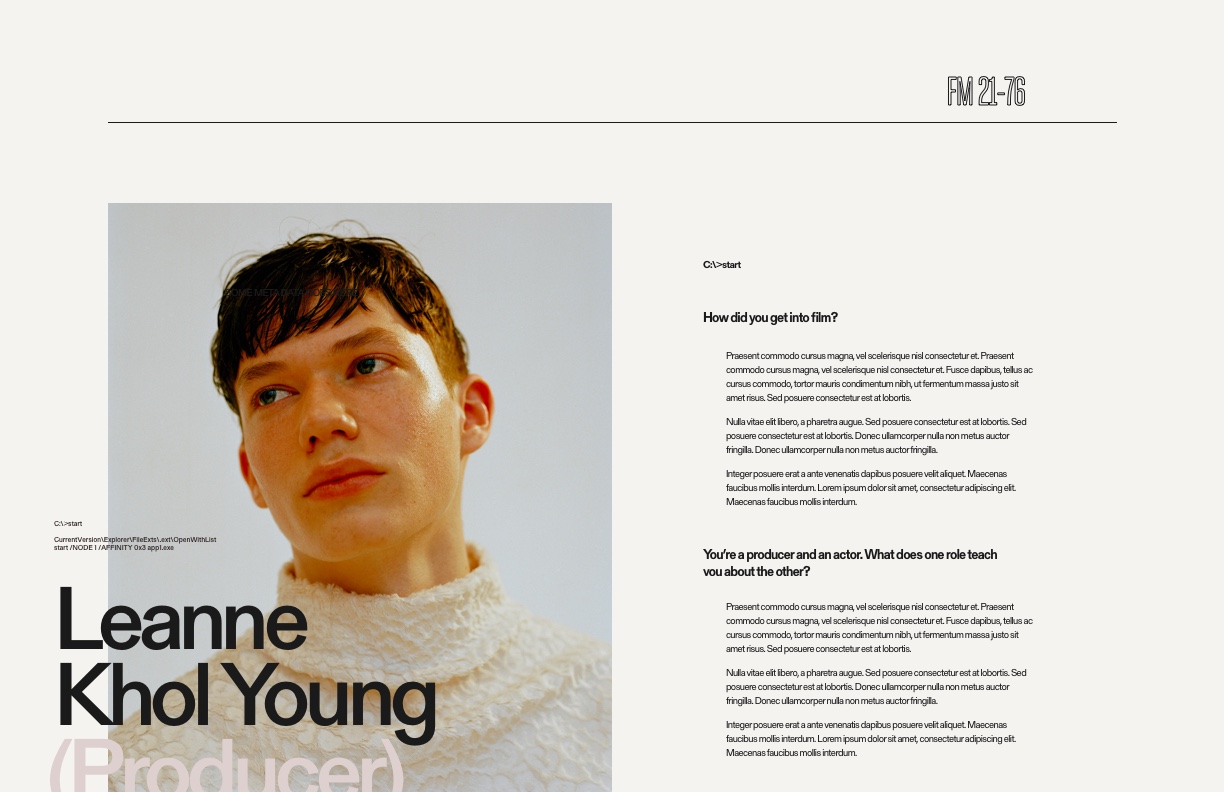 FM 21-76
SOME META DATA
C:\>start
CurrentVersion\Explorer\FileExts\.ext\OpenWithList
start /NODE 1 /AFFINITY 0x3 app1.exe
Leanne
Khol Young
(Producer)
C:\>start
How did you get into film?
Praesent commodo cursus magna, vel scelerisque nisl consectetur et. Praesent
commodo cursus magna, vel scelerisque nisl consectetur et. Fusce dapibus, tellus ac
cursus commodo, tortor mauris condimentum nibh, ut fermentum massa justo sit
amet risus. Sed posuere consectetur est at lobortis.
Nulla vitae elit libero, a pharetra augue. Sed posuere consectetur est at lobortis. Sed
posuere consectetur est at lobortis. Donec ullamcorper nulla non metus auctor
fringilla. Donec ullamcorper nulla non metus auctor fringilla.
Integer posuere erat a ante venenatis dapibus posuere velit aliquet. Maecenas
faucibus mollis interdum. Lorem ipsum dolor sit amet, consectetur adipiscing elit.
Maecenas faucibus mollis interdum.
You're a producer and an actor. What does one role teach
you about the other?
Praesent commodo cursus magna, vel scelerisque nisl consectetur et. Praesent
commodo cursus magna, vel scelerisque nisl consectetur et. Fusce dapibus, tellus ac
cursus commodo, tortor mauris condimentum nibh, ut fermentum massa justo sit
amet risus. Sed posuere consectetur est at lobortis.
Nulla vitae elit libero, a pharetra augue. Sed posuere consectetur est at lobortis. Sed
posuere consectetur est at lobortis. Donec ullamcorper nulla non metus auctor
fringilla. Donec ullamcorper nulla non metus auctor fringilla.
Integer posuere erat a ante venenatis dapibus posuere velit aliquet. Maecenas
faucibus mollis interdum. Lorem ipsum dolor sit amet, consectetur adipiscing elit.
Maecenas faucibus mollis interdum.